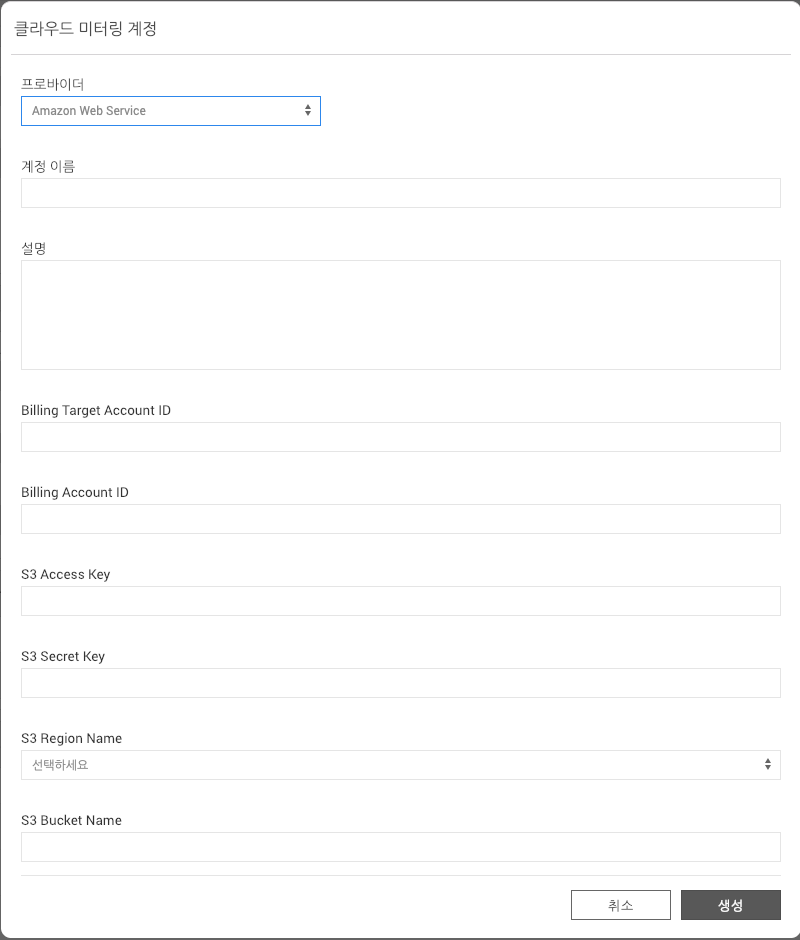 클라우드 미터링 계정
프로바이더
Amazon Web Service
계정 이름
설명
Billing Target Account ID
Billing Account ID
S3 Access Key
S3 Secret Key
S3 Region Name
선택하세요
S3 Bucket Name
취소 생성